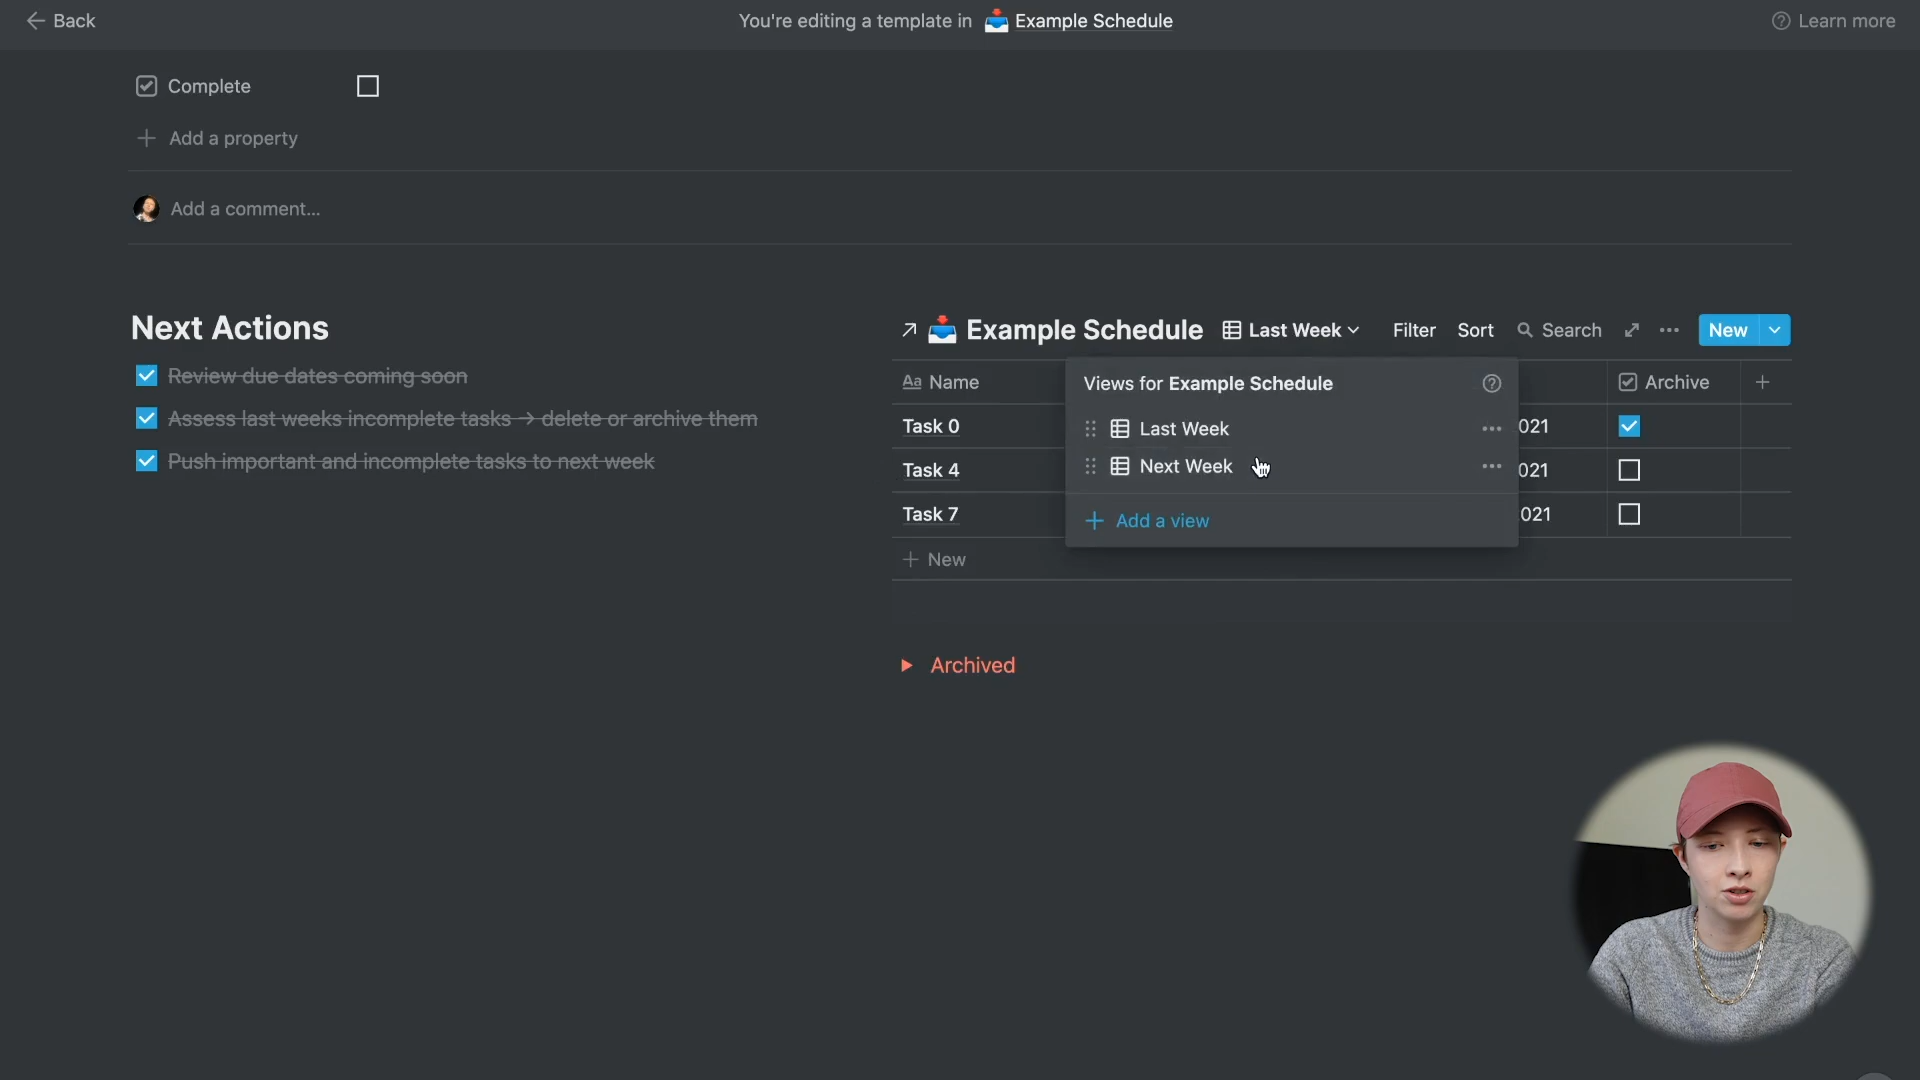 Back
You're editing a template in Example Schedule
Learn more
Complete
Add a property
Add a comment...
Next Actions
Review due dates coming soon
Assess last weeks incomplete tasks → delete or archive them
Push important and incomplete tasks to next week
Example Schedule Last Week Filter Sort Search New
Aa Name
Archive
Views for Example Schedule
Last Week
Next Week
Add a view
Task 0
021
Task 4
021
Task 7
021
New
Archived